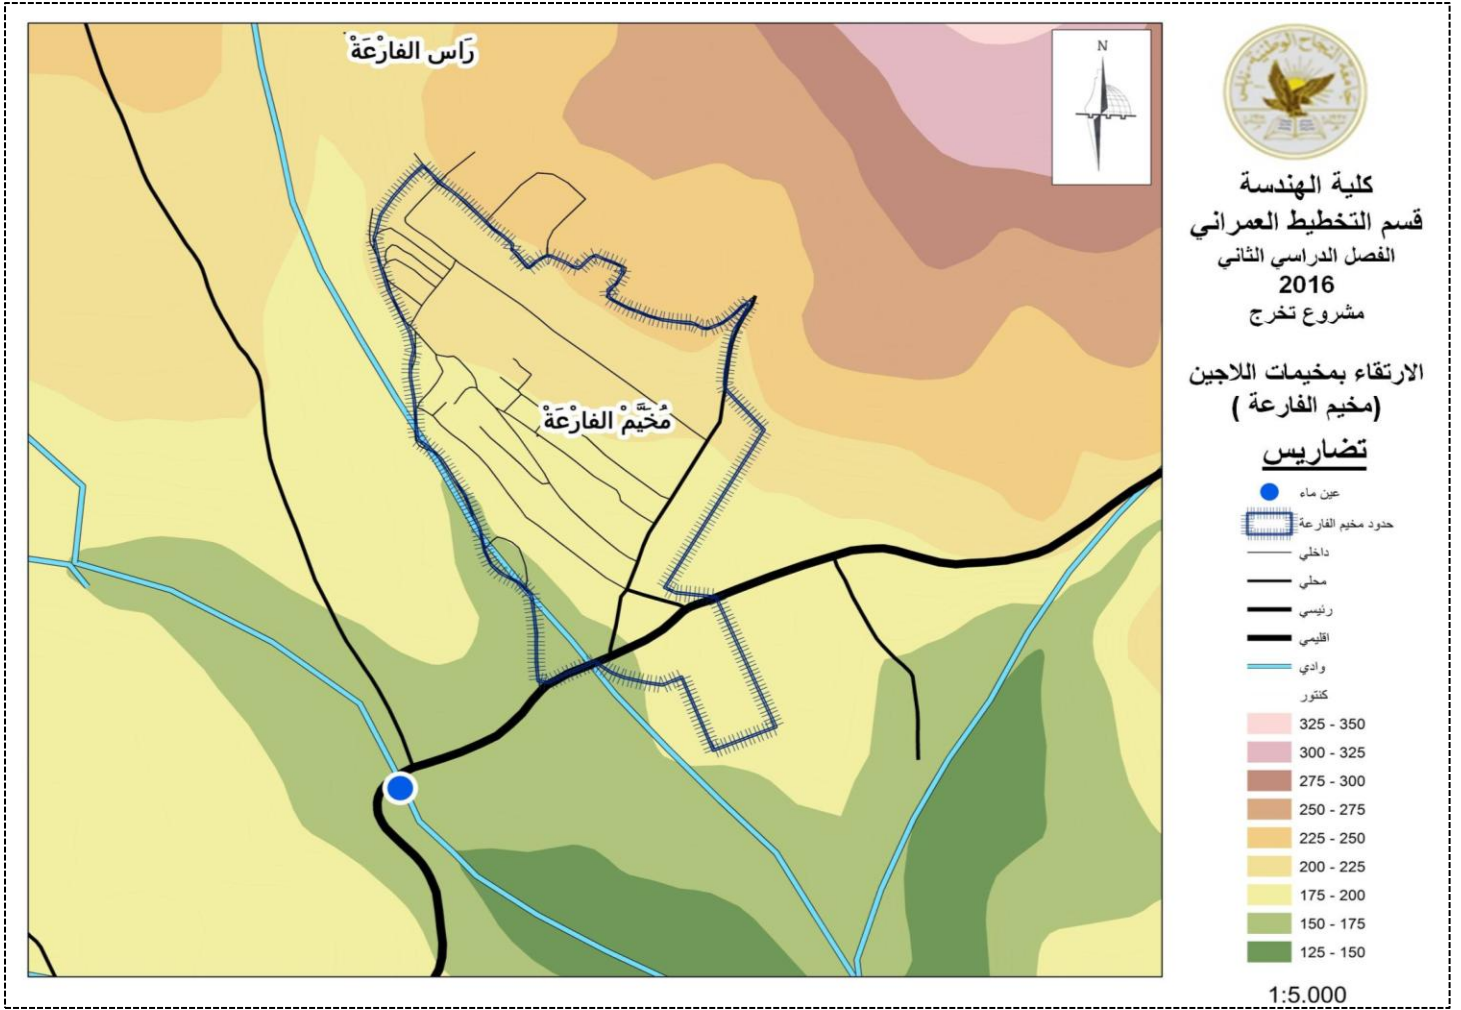 رَاس الفارْعَةْ
مُخَيَّمْ الفارْعَةْ
N
كلية الهندسة
قسم التخطيط العمراني
الفصل الدراسي الثاني
2016
مشروع تخرج
الارتقاء بمخيمات اللاجين
(مخيم الفارعة )
تضاريس
عين ماء
حدود مخيم الفارعة
داخلي
محلي
رئيسي
اقليمي
وادي
كنتور
325 - 350
300 - 325
275 - 300
250 - 275
225 - 250
200 - 225
175 - 200
150 - 175
125 - 150
1:5.000